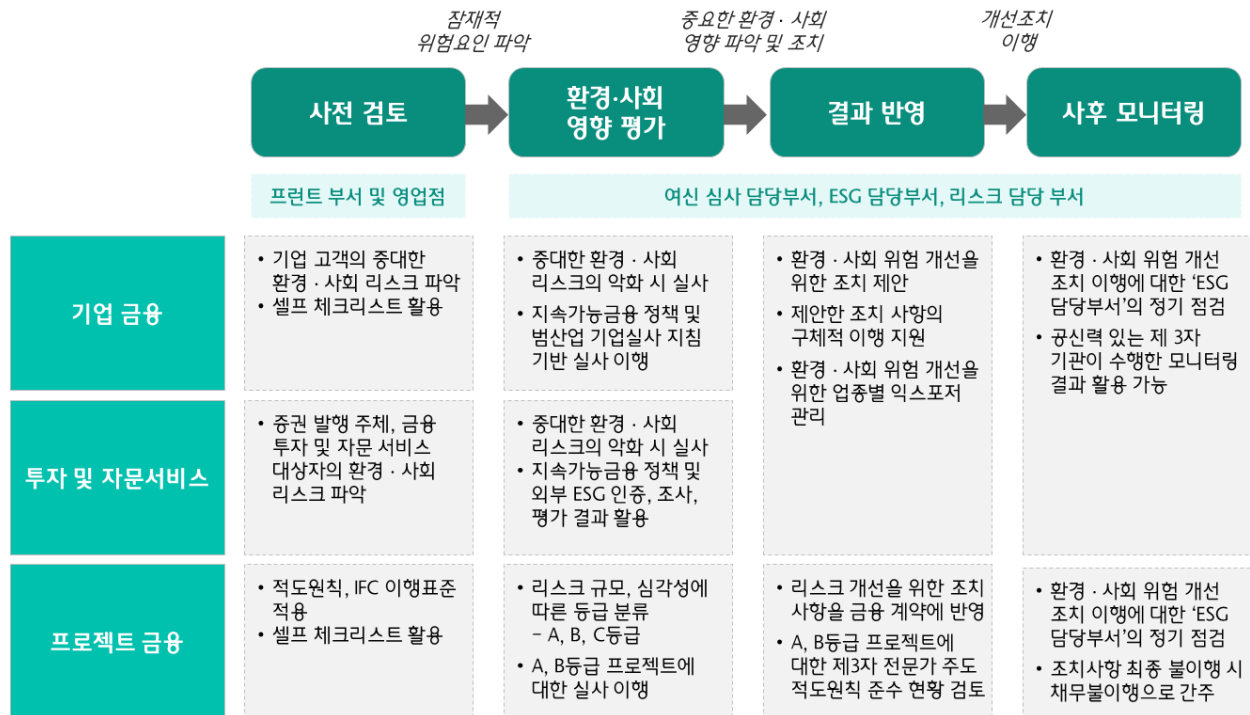 잠재적
위험요인 파악
중요한 환경 · 사회
영향 파악 및 조치
개선조치
이행
사전 검토
환경·사회
영향 평가
결과 반영
사후 모니터링
프런트 부서 및 영업점
여신 심사 담당부서, ESG 담당부서, 리스크 담당 부서
기업 금융
• 기업 고객의 중대한
환경 · 사회 리스크 파악
• 셀프 체크리스트 활용
• 중대한 환경 · 사회
리스크의 악화 시 실사
• 지속가능금융 정책 및
범산업 기업실사 지침
기반 실사 이행
• 환경 · 사회 위험 개선을
위한 조치 제안
• 제안한 조치 사항의
구체적 이행 지원
• 환경 · 사회 위험 개선을
위한 업종별 익스포저
관리
• 환경 · 사회 위험 개선
조치 이행에 대한 ‘ESG
담당부서’의 정기 점검
• 공신력 있는 제 3자
기관이 수행한 모니터링
결과 활용 가능
투자 및 자문서비스
• 증권 발행 주체, 금융
투자 및 자문 서비스
대상자의 환경 · 사회
리스크 파악
• 중대한 환경 · 사회
리스크의 악화 시 실사
• 지속가능금융 정책 및
외부 ESG 인증, 조사,
평가 결과 활용
프로젝트 금융
• 적도원칙, IFC 이행표준
적용
• 셀프 체크리스트 활용
• 리스크 규모, 심각성에
따른 등급 분류
– A, B, C등급
• A, B등급 프로젝트에
대한 실사 이행
• 리스크 개선을 위한 조치
사항을 금융 계약에 반영
• A, B등급 프로젝트에
대한 제3자 전문가 주도
적도원칙 준수 현황 검토
• 환경 · 사회 위험 개선
조치 이행에 대한 ‘ESG
담당부서’의 정기 점검
• 조치사항 최종 불이행 시
채무불이행으로 간주